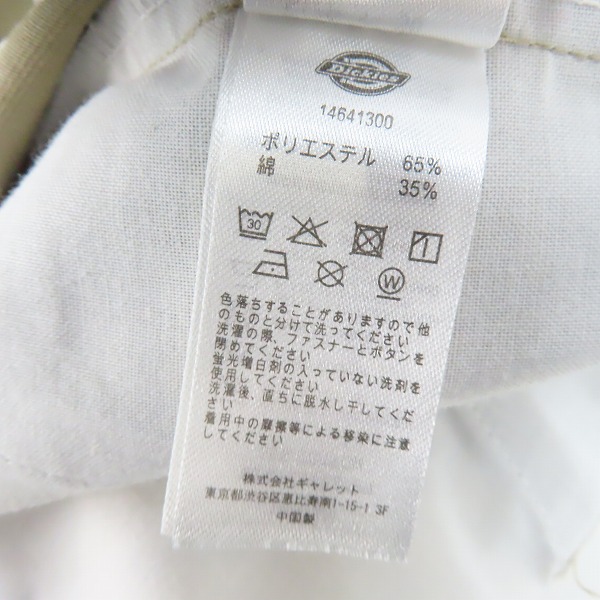 Dickies
14641300
ポリエステル 65%
綿 35%
30
W
色落ちすることがありますので他
のものと分けて洗ってください
洗濯の際、ファスナーとボタンを
閉めてください
蛍光増白剤の入っていない洗剤を
使用してください
洗濯後、直ちに脱水し干してくだ
さい
着用中の摩擦等による移染に注意
してください
株式会社ギャレット
東京都渋谷区恵比寿南1-15-1 3F
中国製